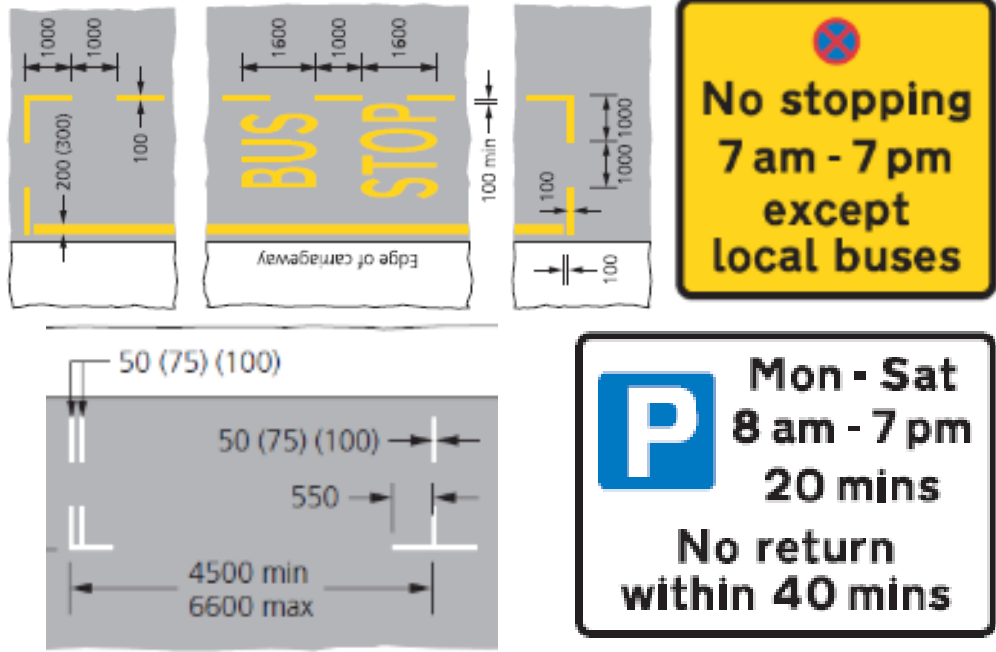 1000
1000
200 (300)
100
1600
1000
1600
BUS
STOP
100 min
Edge of carriageway
1000
1000
100
100
No stopping
7 am - 7 pm
except
local buses
50 (75) (100)
50 (75) (100)
550
4500 min
6600 max
P
Mon - Sat
8 am - 7 pm
20 mins
No return
within 40 mins